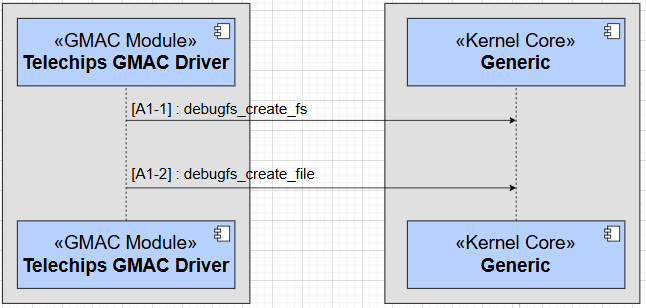 «GMAC Module»
Telechips GMAC Driver
«Kernel Core»
Generic
[A1-1] : debugfs_create_fs
[A1-2] : debugfs_create_file
«GMAC Module»
Telechips GMAC Driver
«Kernel Core»
Generic